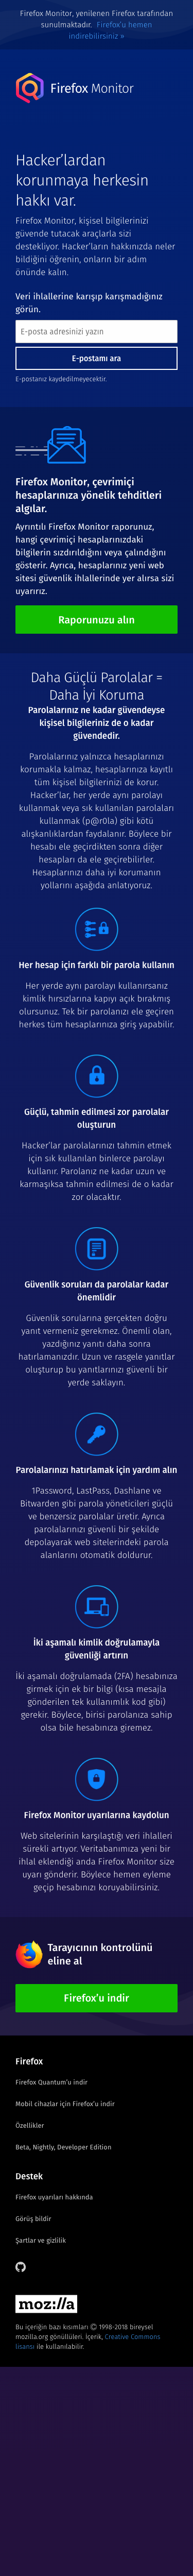 Firefox Monitor, yenilenen Firefox tarafından
sunulmaktadır. Firefox'u hemen
indirebilirsiniz »
Firefox Monitor
Hacker'lardan
korunmaya herkesin
hakkı var.
Firefox Monitor, kişisel bilgilerinizi
güvende tutacak araçlarla sizi
destekliyor. Hacker'ların hakkınızda neler
bildiğini öğrenin, onların bir adım
önünde kalın.
Veri ihlallerine karışıp karışmadığınız
görün.
E-posta adresinizi yazın
E-postamı ara
E-postanız kaydedilmeyecektir.
Firefox Monitor, çevrimiçi
hesaplarınıza yönelik tehditleri
algılar.
Ayrıntılı Firefox Monitor raporunuz,
hangi çevrimiçi hesaplarınızdaki
bilgilerin sızdırıldığını veya çalındığını
gösterir. Ayrıca, hesaplarınız yeni web
sitesi güvenlik ihlallerinde yer alırsa sizi
uyarırız.
Raporunuzu alın
Daha Güçlü Parolalar =
Daha İyi Koruma
Parolalarınız ne kadar güvendeyse
kişisel bilgileriniz de o kadar
güvendedir.
Parolalarınız yalnızca hesaplarınızı
korumakla kalmaz, hesaplarınıza kayıtlı
tüm kişisel bilgilerinizi de korur.
Hacker'lar, her yerde aynı parolayı
kullanmak veya sık kullanılan parolaları
kullanmak (p@r0la) gibi kötü
alışkanlıklardan faydalanır. Böylece bir
hesabı ele geçirdikten sonra diğer
hesapları da ele geçirebilirler.
Hesaplarınızı daha iyi korumanın
yollarını aşağıda anlatıyoruz.
Her hesap için farklı bir parola kullanın
Her yerde aynı parolayı kullanırsanız
kimlik hırsızlarına kapıyı açık bırakmış
olursunuz. Tek bir parolanızı ele geçiren
herkes tüm hesaplarınıza giriş yapabilir.
Güçlü, tahmin edilmesi zor parolalar
oluşturun
Hacker'lar parolalarınızı tahmin etmek
için sık kullanılan binlerce parolayı
kullanır. Parolanız ne kadar uzun ve
karmaşıksa tahmin edilmesi de o kadar
zor olacaktır.
Güvenlik soruları da parolalar kadar
önemlidir
Güvenlik sorularına gerçekten doğru
yanıt vermeniz gerekmez. Önemli olan,
yazdığınız yanıtı daha sonra
hatırlamanızdır. Uzun ve rasgele yanıtlar
oluşturup bu yanıtlarınızı güvenli bir
yerde saklayın.
Parolalarınızı hatırlamak için yardım alın
1Password, LastPass, Dashlane ve
Bitwarden gibi parola yöneticileri güçlü
ve benzersiz parolalar üretir. Ayrıca
parolalarınızı güvenli bir şekilde
depolayarak web sitelerindeki parola
alanlarını otomatik doldurur.
İki aşamalı kimlik doğrulamayla
güvenliği artırın
İki aşamalı doğrulamada (2FA) hesabınıza
girmek için ek bir bilgi (kısa mesajla
gönderilen tek kullanımlık kod gibi)
gerekir. Böylece, birisi parolanıza sahip
olsa bile hesabınıza giremez.
Firefox Monitor uyarılarına kaydolun
Web sitelerinin karşılaştığı veri ihlalleri
sürekli artıyor. Veritabanımıza yeni bir
ihlal eklendiği anda Firefox Monitor size
uyarı gönderir. Böylece hemen eyleme
geçip hesabınızı koruyabilirsiniz.
Tarayıcının kontrolünü
eline al
Firefox'u indir
Firefox
Firefox Quantum'u indir
Mobil cihazlar için Firefox'u indir
Özellikler
Beta, Nightly, Developer Edition
Destek
Firefox uyarıları hakkında
Görüş bildir
Şartlar ve gizlilik
moz://a
Bu içeriğin bazı kısımları © 1998-2018 bireysel
mozilla.org gönüllüleri. İçerik, Creative Commons
lisansı ile kullanılabilir.